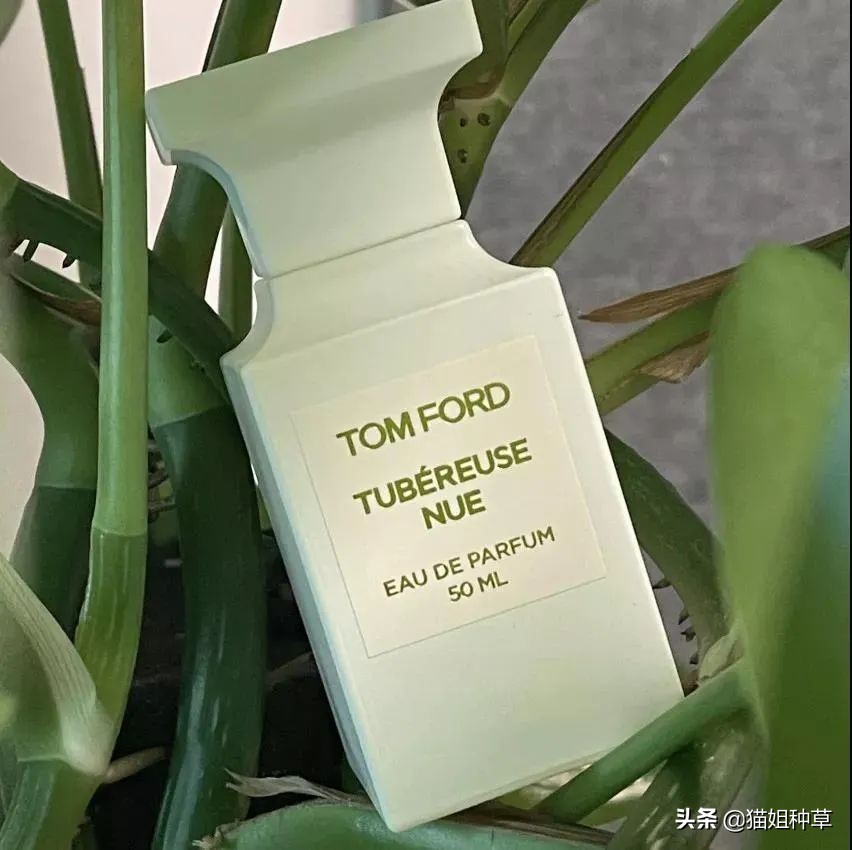 TOM FORD
TUBÉREUSE
NUE
EAU DE PARFUM
50 ML
头条 @猫姐种草